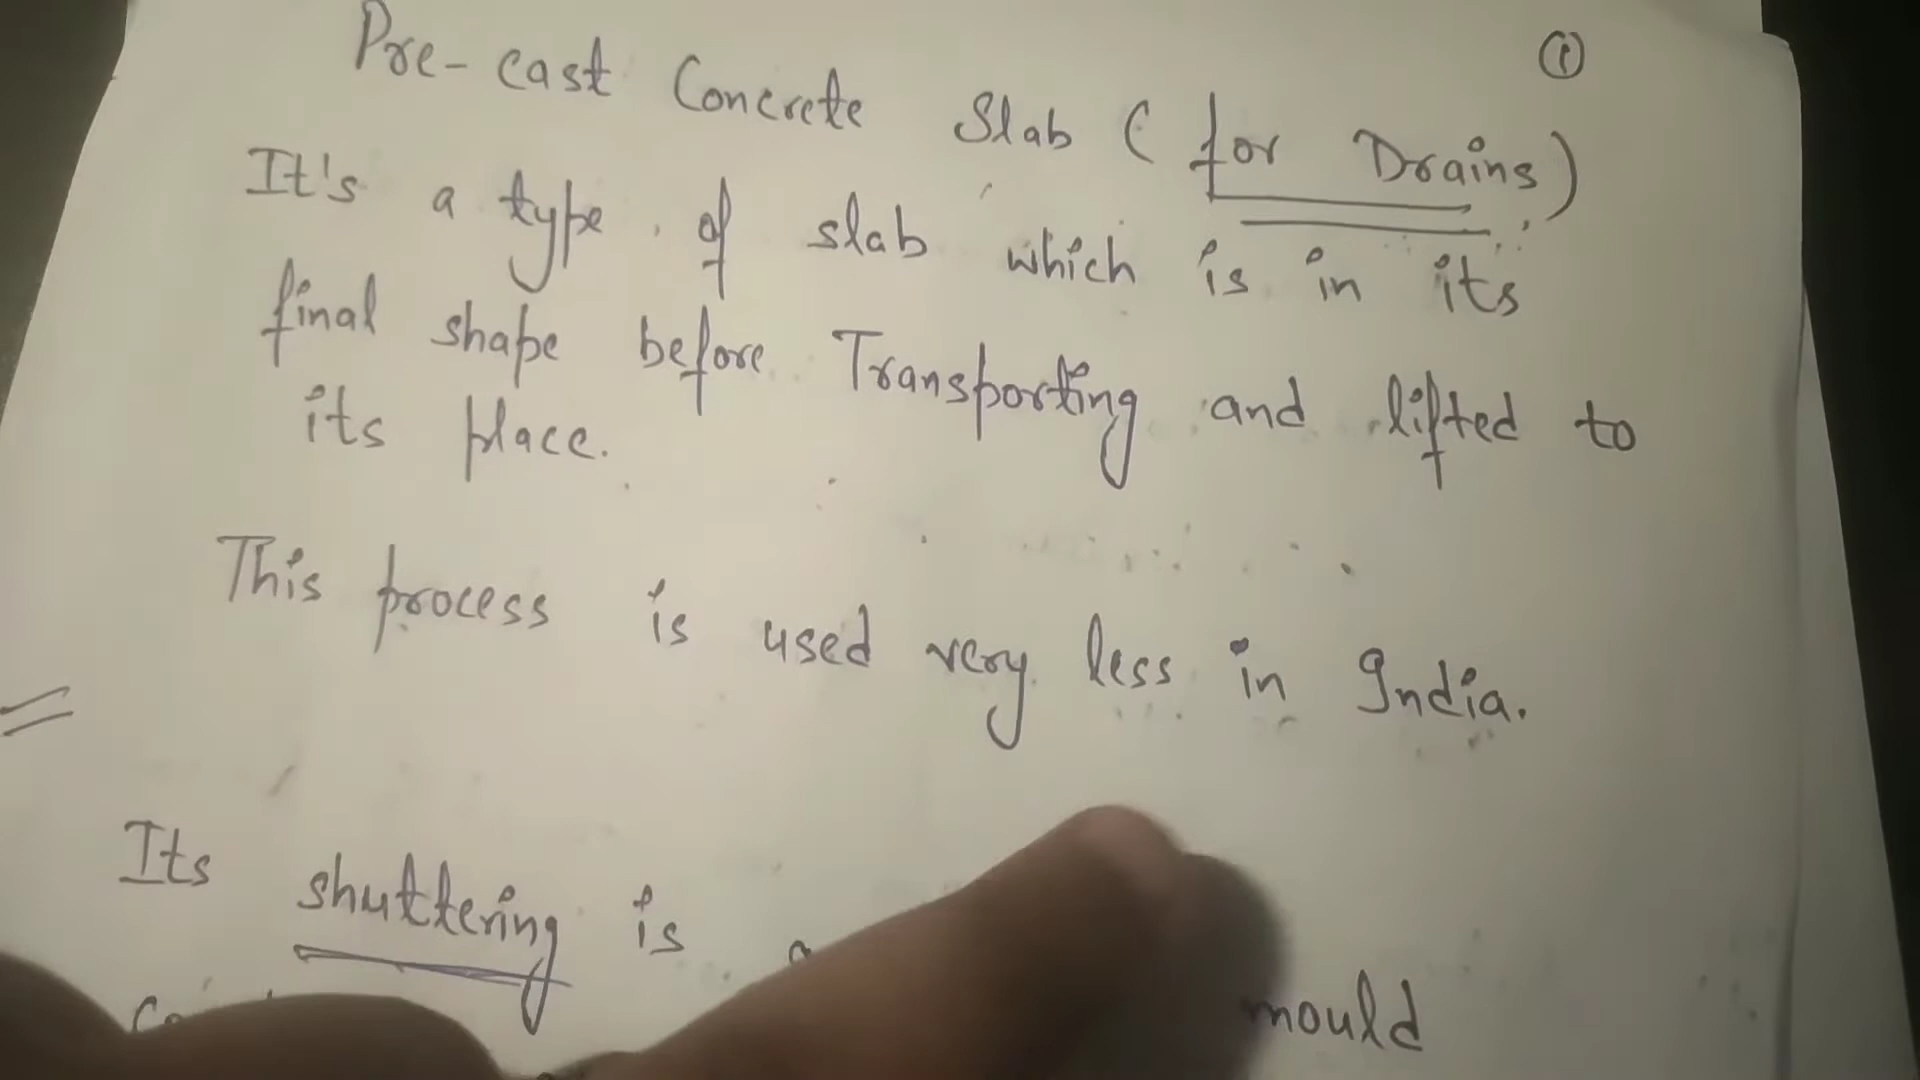 ①
Pre-cast Concrete Slab (for Drains)
It's a type of slab which is in its
final shape before Transporting and lifted to
its place.
This process is used very less in India.
Its shuttering is
mould